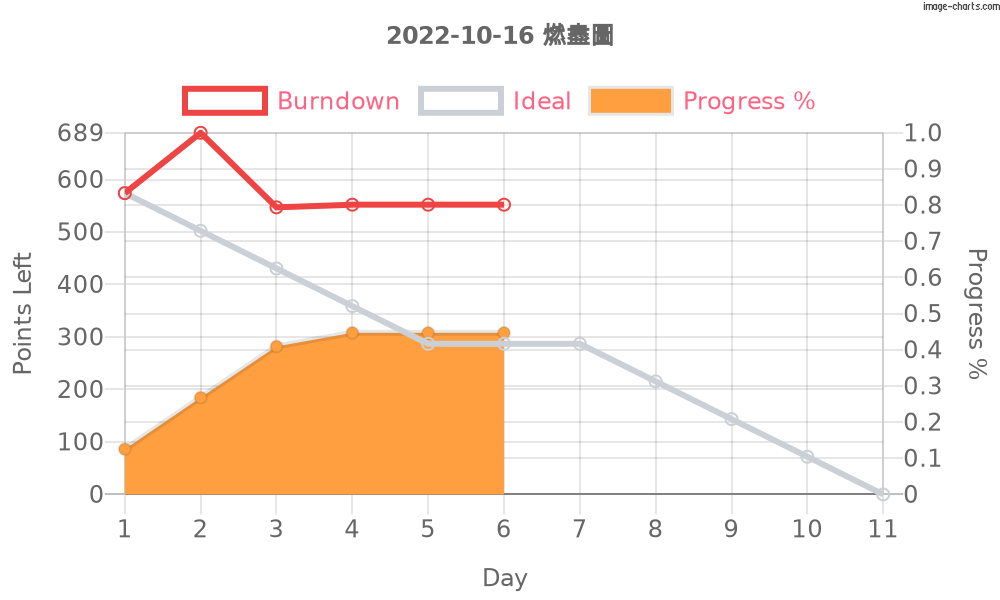 image-charts.com
2022-10-16 燃盡圖
Burndown Ideal Progress %
689 1.0
0.9
600
0.8
500
0.7
400 0.6
0.5
300
0.4
200 0.3
0.2
100
0.1
0 0
1 2 3 4 5 6 7 8 9 10 11
Points Left
Progress %
Day